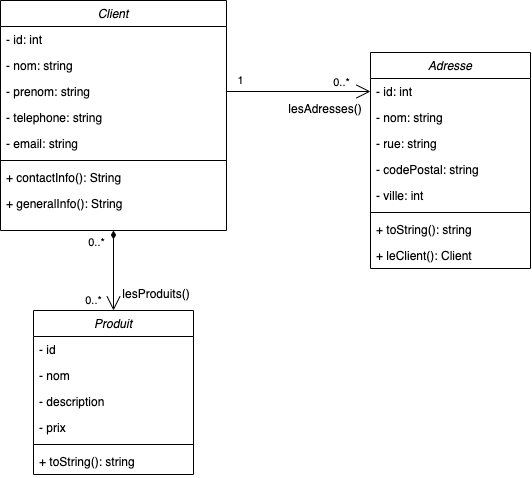 Client
- id: int
- nom: string
- prenom: string
- telephone: string
- email: string
+ contactInfo(): String
+ generalInfo(): String
1
0..*
lesAdresses()
Adresse
- id: int
- nom: string
- rue: string
- codePostal: string
- ville: int
+ toString(): string
+ leClient(): Client
0..*
0..*
lesProduits()
Produit
- id
- nom
- description
- prix
+ toString(): string